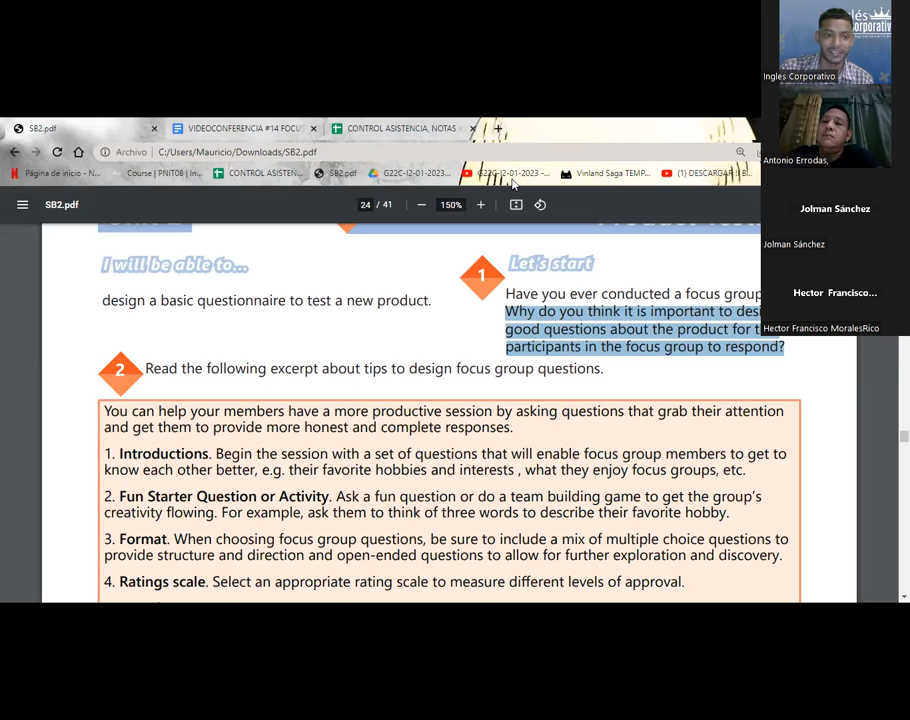 SB2.pdf
VIDEOCONFERENCIA #14 FOCUS
CONTROL ASISTENCIA, NOTAS
Archivo
C:/Users/Mauricio/Downloads/SB2.pdf
Página de inicio - N...
Course | PNIT08 | In...
CONTROL ASISTEN...
SB2.pdf
G22C-I2-01-2023...
G22C-I2-01-2023 -...
Vinland Saga TEMP...
(1) DESCARGAR
SB2.pdf
24 / 41
150%
I will be able to...
design a basic questionnaire to test a new product.
1
Let's start
Have you ever conducted a focus group
Why do you think it is important to desi
good questions about the product for t
participants in the focus group to respond?
2
Read the following excerpt about tips to design focus group questions.
You can help your members have a more productive session by asking questions that grab their attention
and get them to provide more honest and complete responses.
1. Introductions. Begin the session with a set of questions that will enable focus group members to get to
know each other better, e.g. their favorite hobbies and interests , what they enjoy focus groups, etc.
2. Fun Starter Question or Activity. Ask a fun question or do a team building game to get the group's
creativity flowing. For example, ask them to think of three words to describe their favorite hobby.
3. Format. When choosing focus group questions, be sure to include a mix of multiple choice questions to
provide structure and direction and open-ended questions to allow for further exploration and discovery.
4. Ratings scale. Select an appropriate rating scale to measure different levels of approval.
Ingles Corporativo
Antonio Errodas,
Jolman Sánchez
Jolman Sánchez
Hector Francisco...
Hector Francisco MoralesRico